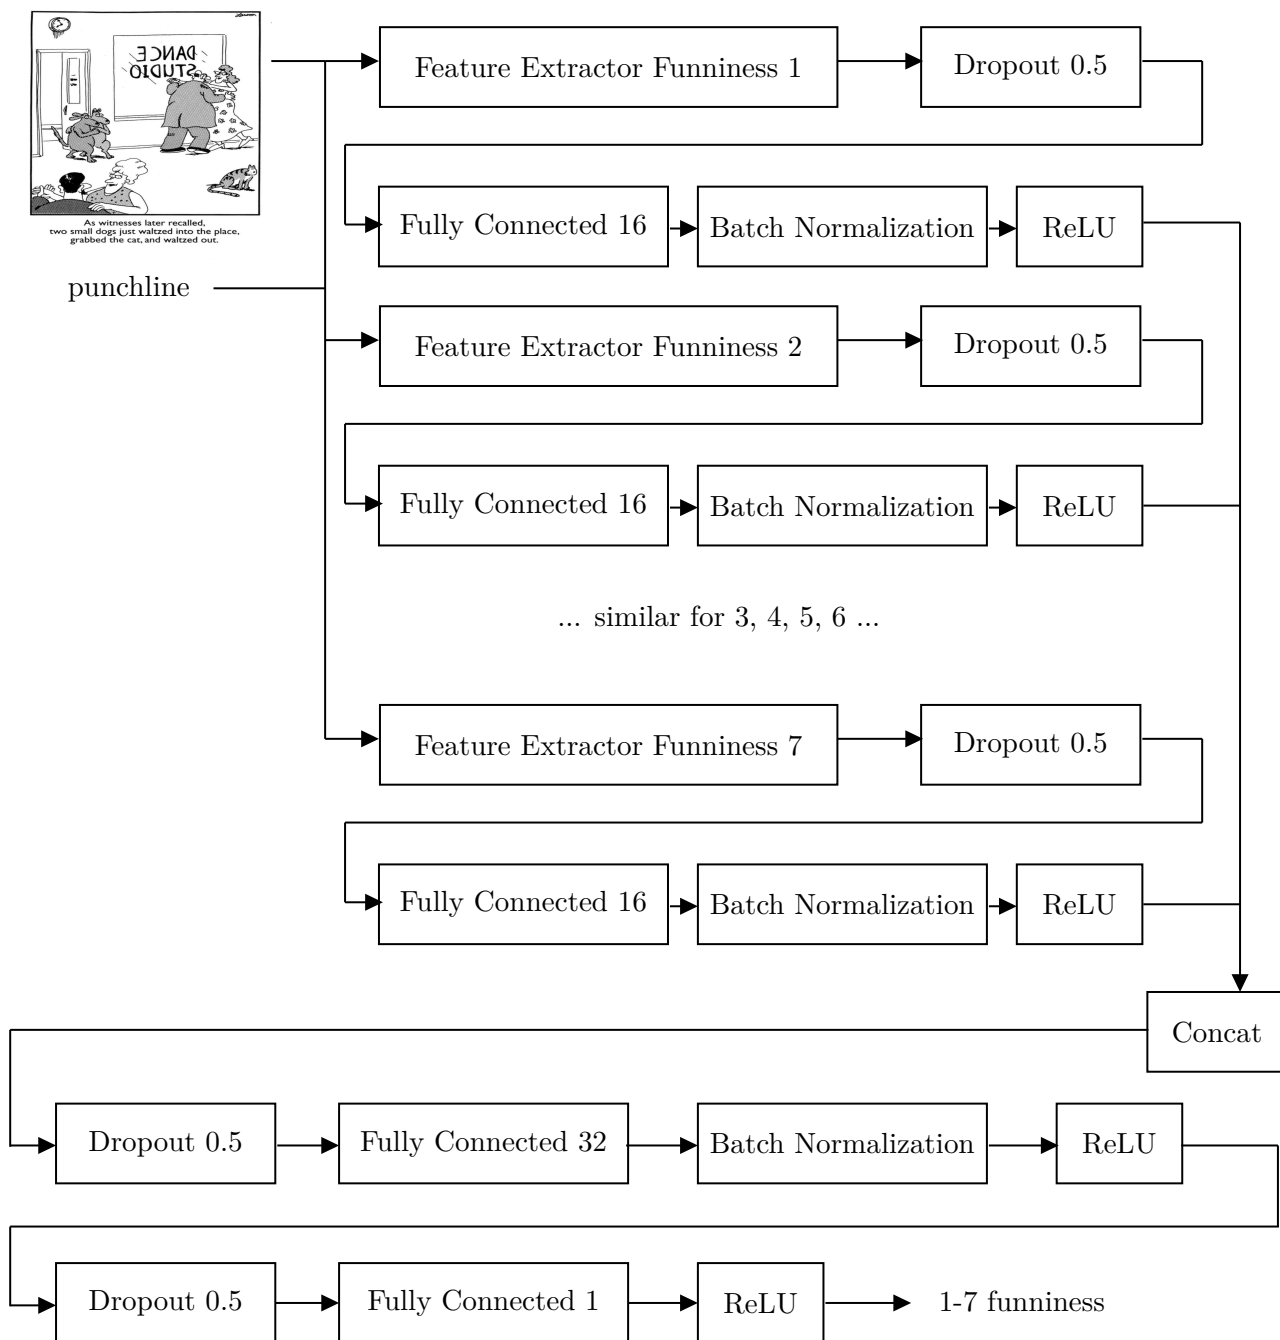 DANCE
STUDIO
As witnesses later recalled,
two small dogs just waltzed into the place,
grabbed the cat, and waltzed out.
punchline
Feature Extractor Funniness 1
Dropout 0.5
Fully Connected 16
Batch Normalization
ReLU
Feature Extractor Funniness 2
Dropout 0.5
Fully Connected 16
Batch Normalization
ReLU
... similar for 3, 4, 5, 6 ...
Feature Extractor Funniness 7
Dropout 0.5
Fully Connected 16
Batch Normalization
ReLU
Concat
Dropout 0.5
Fully Connected 32
Batch Normalization
ReLU
Dropout 0.5
Fully Connected 1
ReLU
1-7 funniness